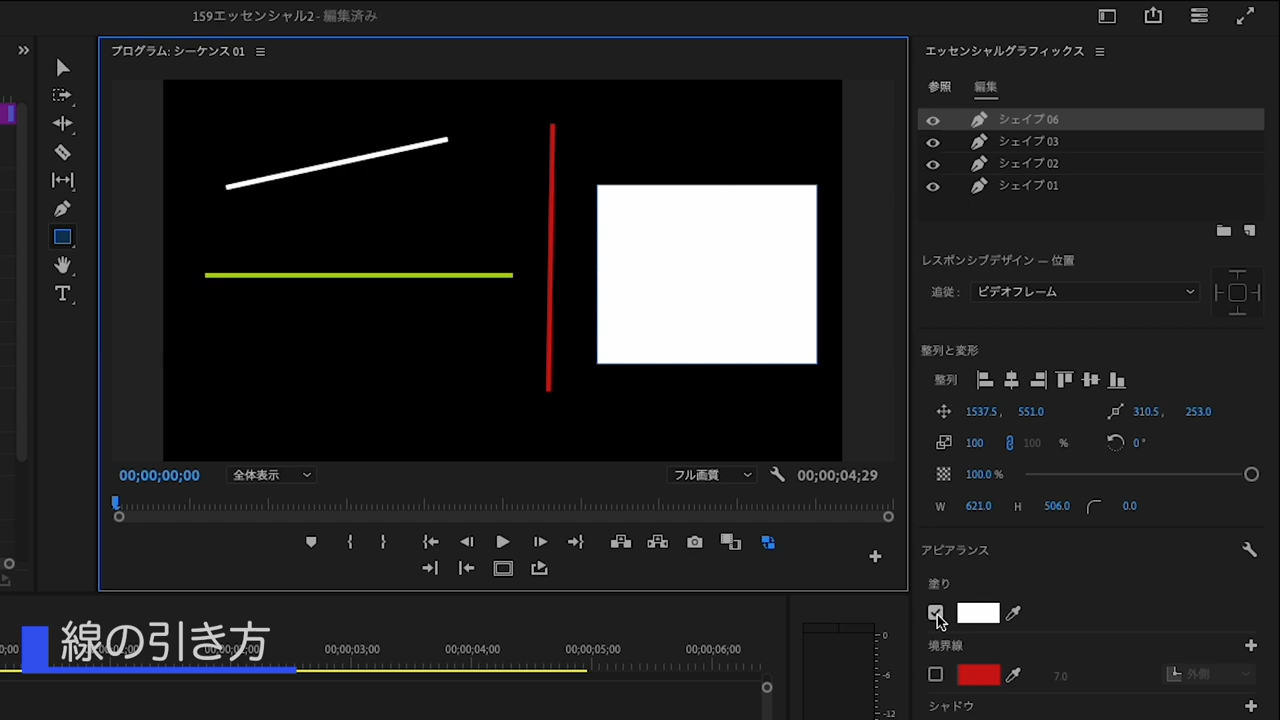 159エッセンシャル2 - 編集済み
プログラム: シーケンス 01
エッセンシャルグラフィックス
参照
編集
シェイプ 06
シェイプ 03
シェイプ 02
シェイプ 01
レスポンシブデザイン — 位置
追従 :
ビデオフレーム
整列と変形
整列
1537.5 , 551.0
310.5 , 253.0
100
100 %
0 °
100.0 %
W 621.0 H 506.0
0.0
00;00;00;00
全体表示
フル画質
00;00;04;29
アピアランス
塗り
境界線
7.0
外側
シャドウ
線の引き方
00;00;03;00
00;00;04;00
00;00;05;00
00;00;06;00
0
-6
-12